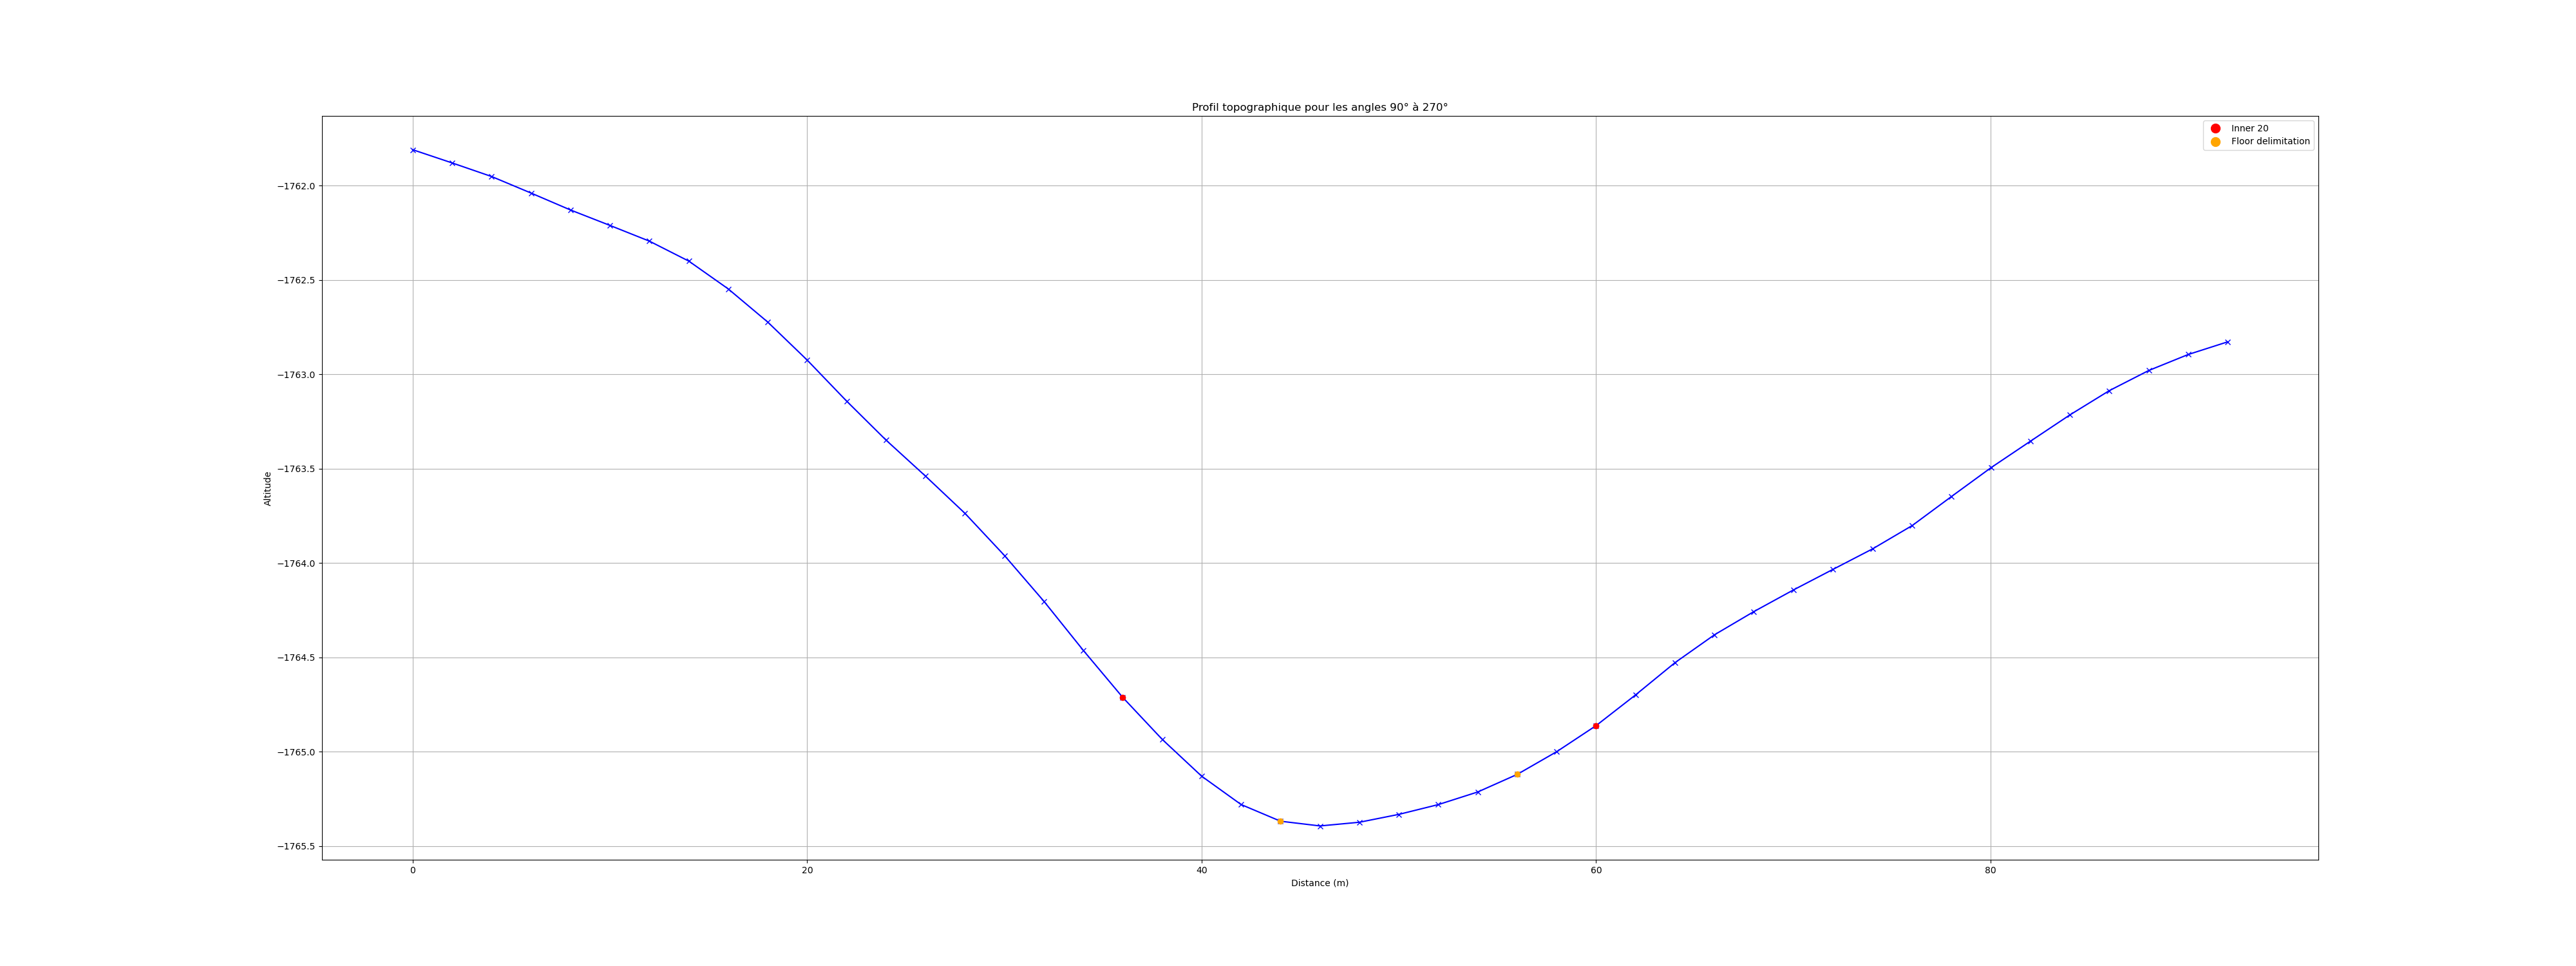 Profil topographique pour les angles 90° à 270°
Inner 20
Floor delimitation
−1762.0
−1762.5
−1763.0
−1763.5
−1764.0
−1764.5
−1765.0
−1765.5
Altitude
0 20 40 60 80
Distance (m)